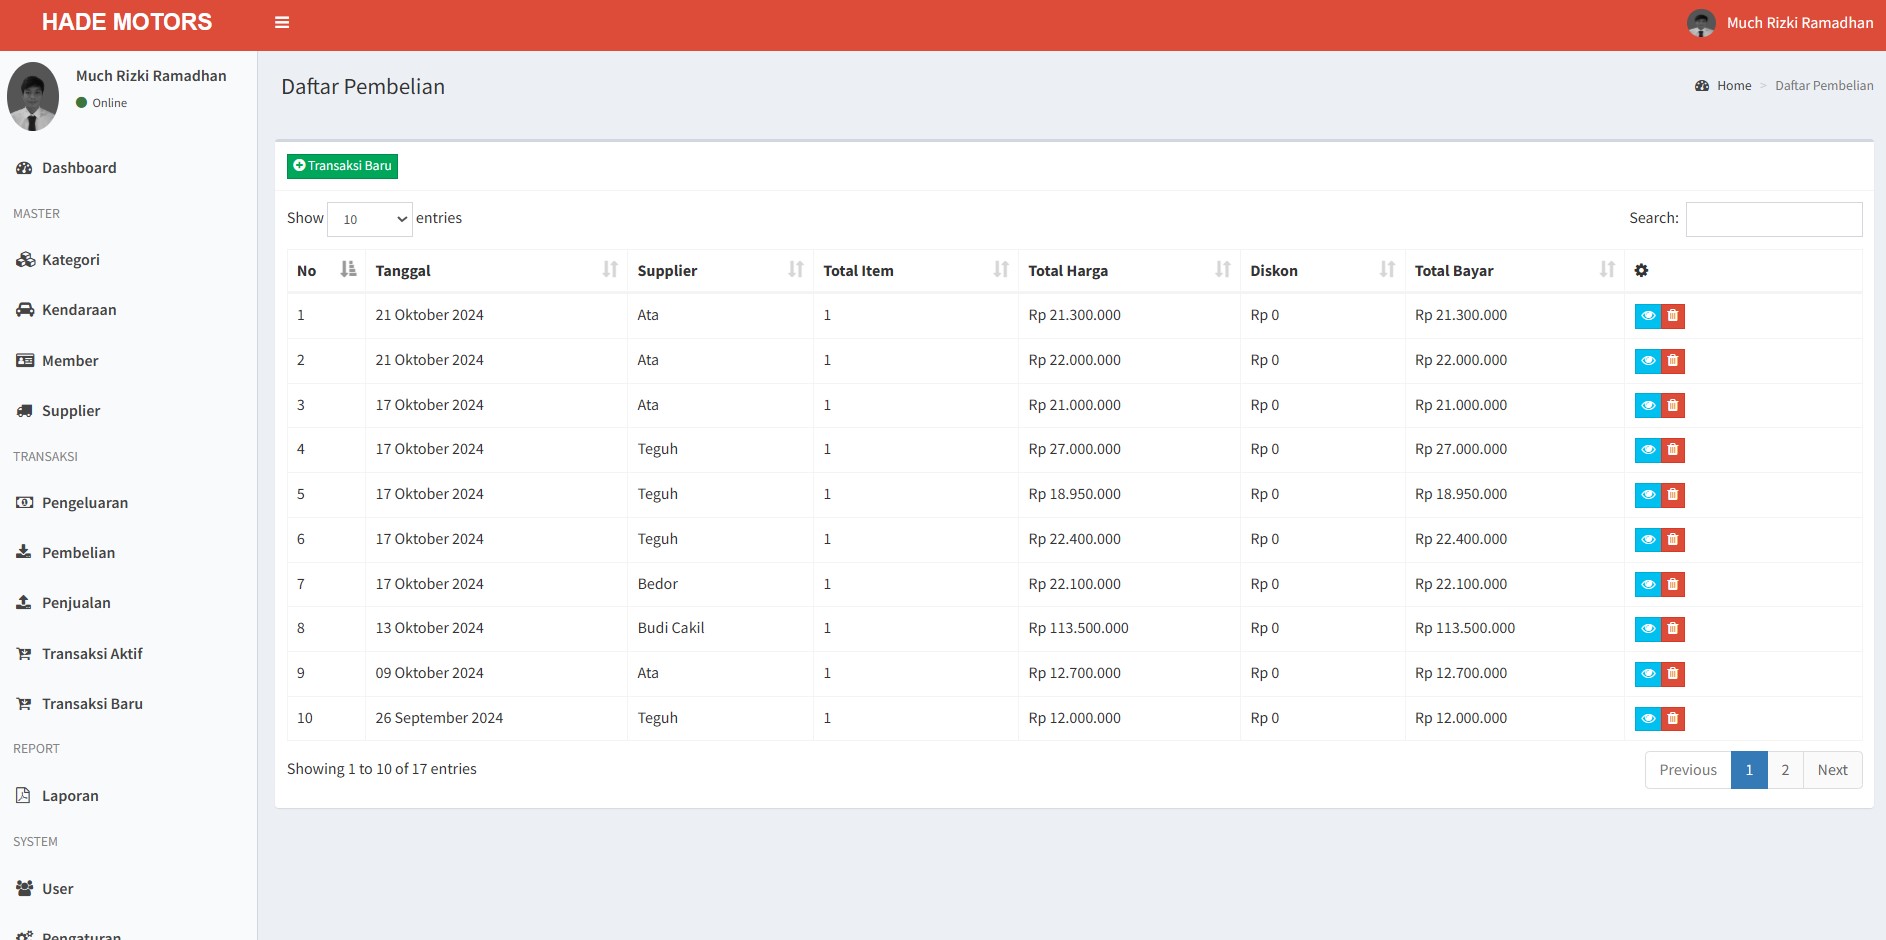 HADE MOTORS
Much Rizki Ramadhan
Much Rizki Ramadhan
Online
Dashboard
MASTER
Kategori
Kendaraan
Member
Supplier
TRANSAKSI
Pengeluaran
Pembelian
Penjualan
Transaksi Aktif
Transaksi Baru
REPORT
Laporan
SYSTEM
User
Pengaturan
Daftar Pembelian
Home > Daftar Pembelian
Transaksi Baru
Show 10 entries
Search:
No Tanggal Supplier Total Item Total Harga Diskon Total Bayar
1 21 Oktober 2024 Ata 1 Rp 21.300.000 Rp 0 Rp 21.300.000
2 21 Oktober 2024 Ata 1 Rp 22.000.000 Rp 0 Rp 22.000.000
3 17 Oktober 2024 Ata 1 Rp 21.000.000 Rp 0 Rp 21.000.000
4 17 Oktober 2024 Teguh 1 Rp 27.000.000 Rp 0 Rp 27.000.000
5 17 Oktober 2024 Teguh 1 Rp 18.950.000 Rp 0 Rp 18.950.000
6 17 Oktober 2024 Teguh 1 Rp 22.400.000 Rp 0 Rp 22.400.000
7 17 Oktober 2024 Bedor 1 Rp 22.100.000 Rp 0 Rp 22.100.000
8 13 Oktober 2024 Budi Cakil 1 Rp 113.500.000 Rp 0 Rp 113.500.000
9 09 Oktober 2024 Ata 1 Rp 12.700.000 Rp 0 Rp 12.700.000
10 26 September 2024 Teguh 1 Rp 12.000.000 Rp 0 Rp 12.000.000
Showing 1 to 10 of 17 entries
Previous 1 2 Next